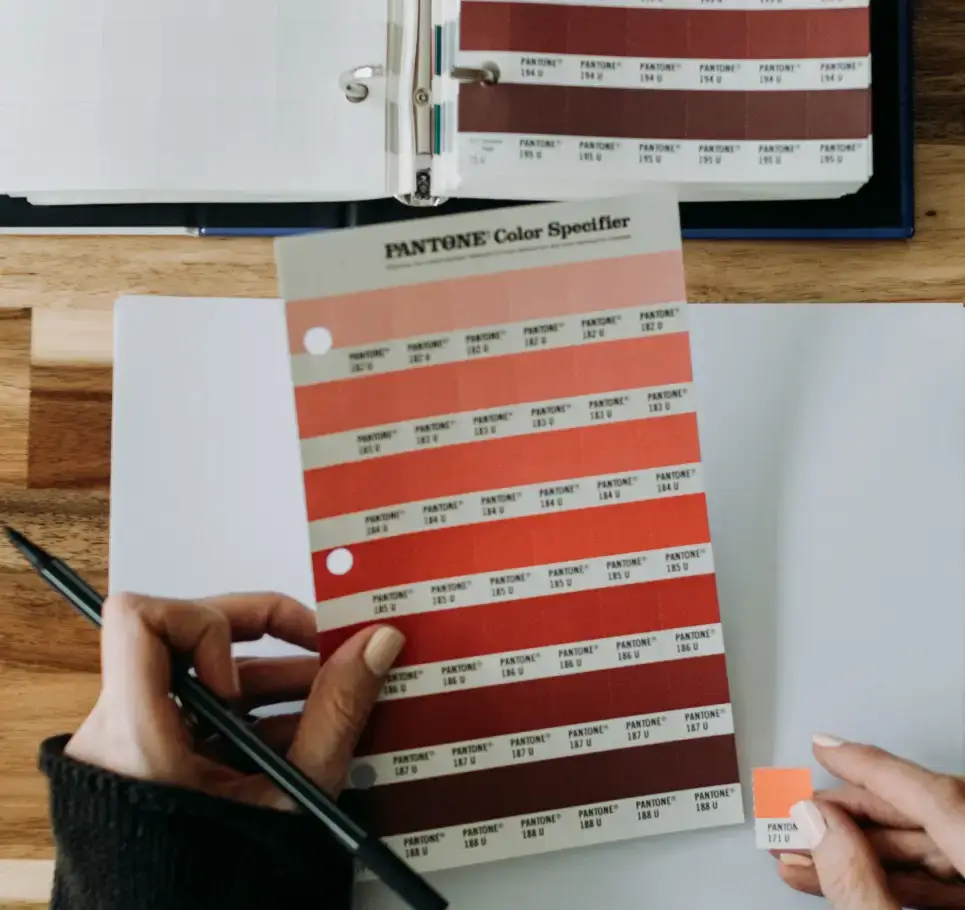 PANTONE® PANTONE® PANTONE® PANTONE® PANTONE® PANTONE®
194 U 194 U 194 U 194 U 194 U 194 U
PANTONE® PANTONE® PANTONE® PANTONE® PANTONE® PANTONE®
195 U 195 U 195 U 195 U 195 U 195 U
PANTONE® Color Specifier
PANTONE® PANTONE® PANTONE® PANTONE® PANTONE® PANTONE®
182 U 182 U 182 U 182 U 182 U 182 U
PANTONE® PANTONE® PANTONE® PANTONE® PANTONE® PANTONE®
183 U 183 U 183 U 183 U 183 U 183 U
PANTONE® PANTONE® PANTONE® PANTONE® PANTONE® PANTONE®
184 U 184 U 184 U 184 U 184 U 184 U
PANTONE® PANTONE® PANTONE® PANTONE® PANTONE® PANTONE®
185 U 185 U 185 U 185 U 185 U 185 U
PANTONE® PANTONE® PANTONE® PANTONE® PANTONE®
186 U 186 U 186 U 186 U 186 U 186 U
PANTONE® PANTONE® PANTONE® PANTONE® PANTONE® PANTONE®
187 U 187 U 187 U 187 U 187 U 187 U
PANTONE® PANTONE® PANTONE® PANTONE® PANTONE® PANTONE®
188 U 188 U 188 U 188 U 188 U 188 U
171 U